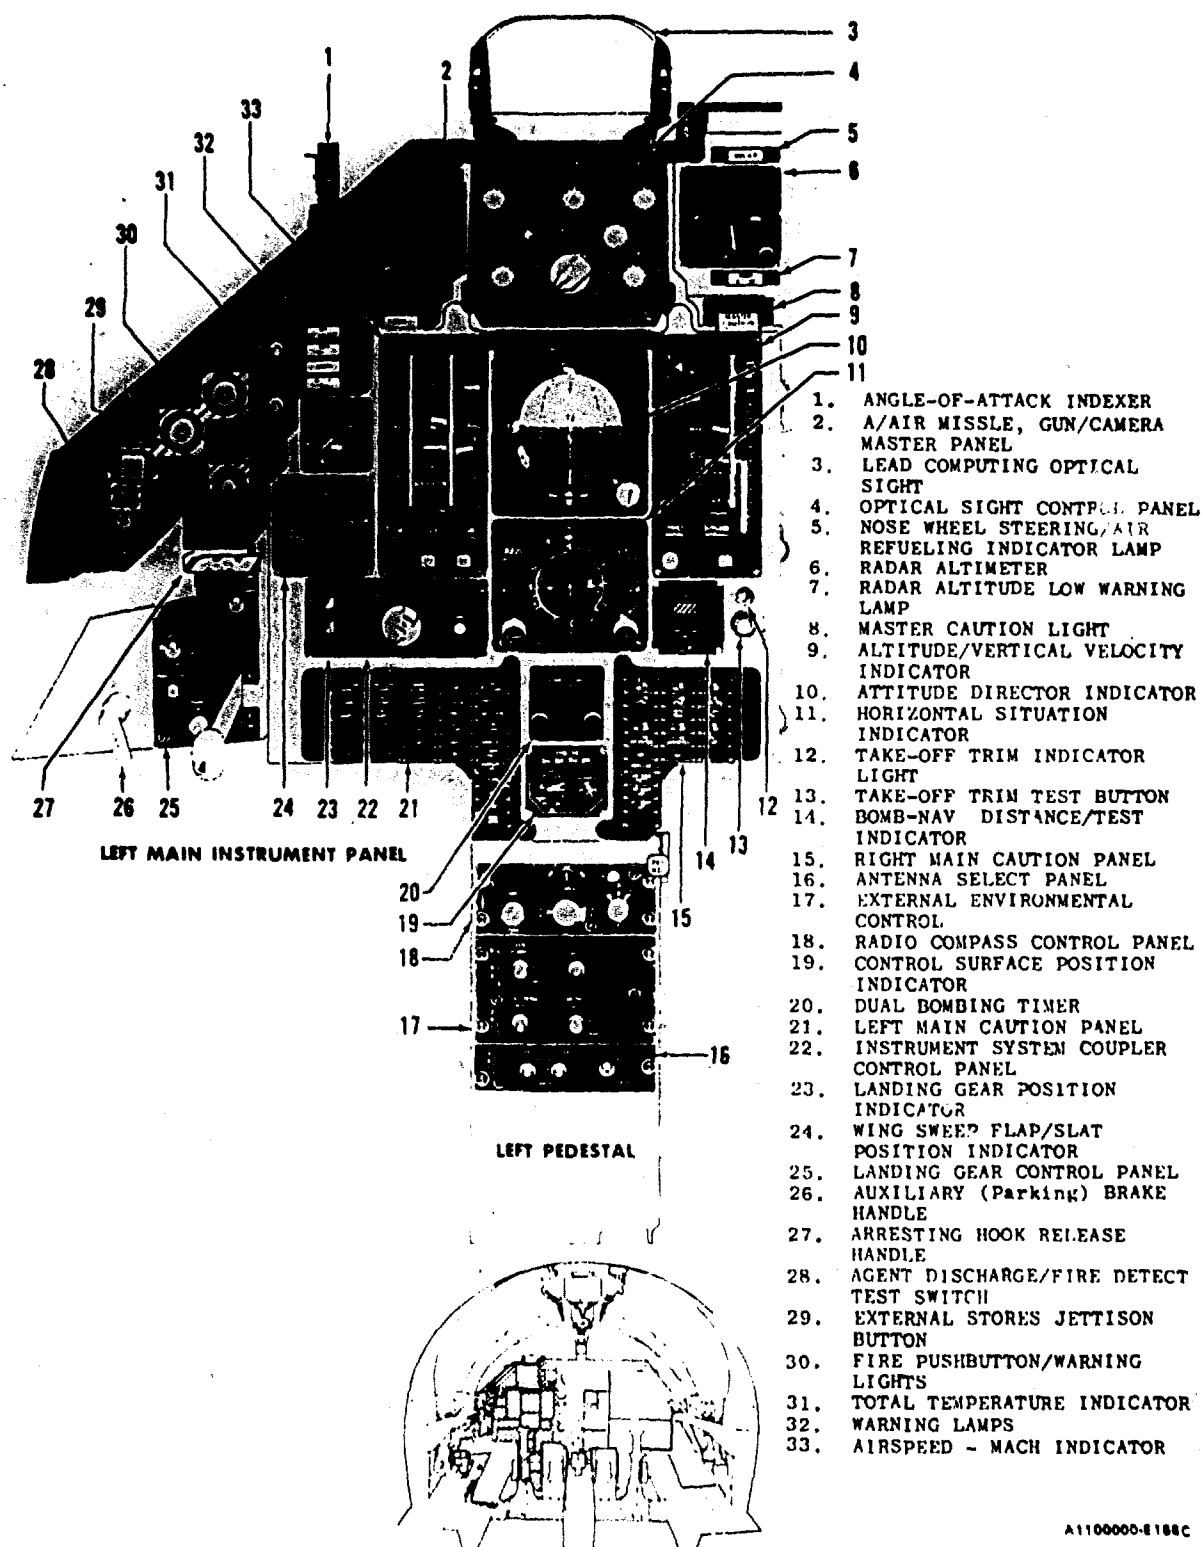 1
2
3
4
5
6
7
8
9
10
11
33
32
31
30
29
28
27
26
25
24
23
22
21
20
19
18
17
16
15
14
13
12
LEFT MAIN INSTRUMENT PANEL
LEFT PEDESTAL
1. ANGLE-OF-ATTACK INDEXER
2. A/AIR MISSLE, GUN/CAMERA
MASTER PANEL
3. LEAD COMPUTING OPTICAL
SIGHT
4. OPTICAL SIGHT CONTROL PANEL
5. NOSE WHEEL STEERING/AIR
REFUELING INDICATOR LAMP
6. RADAR ALTIMETER
7. RADAR ALTITUDE LOW WARNING
LAMP
8. MASTER CAUTION LIGHT
9. ALTITUDE/VERTICAL VELOCITY
INDICATOR
10. ATTITUDE DIRECTOR INDICATOR
11. HORIZONTAL SITUATION
INDICATOR
12. TAKE-OFF TRIM INDICATOR
LIGHT
13. TAKE-OFF TRIM TEST BUTTON
14. BOMB-NAV DISTANCE/TEST
INDICATOR
15. RIGHT MAIN CAUTION PANEL
16. ANTENNA SELECT PANEL
17. EXTERNAL ENVIRONMENTAL
CONTROL
18. RADIO COMPASS CONTROL PANEL
19. CONTROL SURFACE POSITION
INDICATOR
20. DUAL BOMBING TIMER
21. LEFT MAIN CAUTION PANEL
22. INSTRUMENT SYSTEM COUPLER
CONTROL PANEL
23. LANDING GEAR POSITION
INDICATOR
24. WING SWEEP FLAP/SLAT
POSITION INDICATOR
25. LANDING GEAR CONTROL PANEL
26. AUXILIARY (Parking) BRAKE
HANDLE
27. ARRESTING HOOK RELEASE
HANDLE
28. AGENT DISCHARGE/FIRE DETECT
TEST SWITCH
29. EXTERNAL STORES JETTISON
BUTTON
30. FIRE PUSHBUTTON/WARNING
LIGHTS
31. TOTAL TEMPERATURE INDICATOR
32. WARNING LAMPS
33. AIRSPEED - MACH INDICATOR
A1100000-E188C